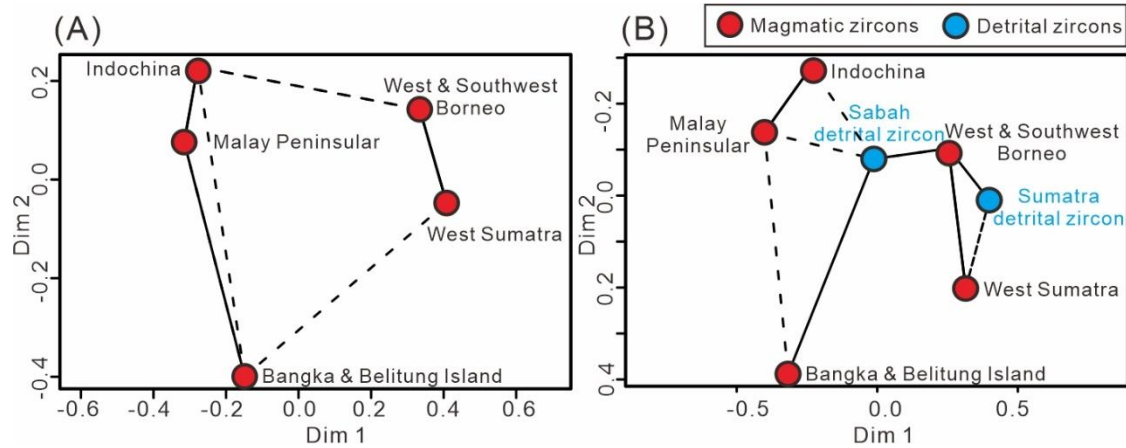 (A)
0.2
0.0
-0.2
-0.4
Dim 2
Indochina
West & Southwest
Borneo
Malay Peninsular
West Sumatra
Bangka & Belitung Island
-0.6
-0.4
-0.2
0.0
0.2
0.4
0.6
Dim 1
Magmatic zircons
Detrital zircons
(B)
-0.2
0.0
0.2
0.4
Dim 2
Indochina
Malay
Peninsular
Sabah
detrital zircon
West & Southwest
Borneo
Sumatra
detrital zircon
West Sumatra
Bangka & Belitung Island
-0.5
0.0
0.5
Dim 1